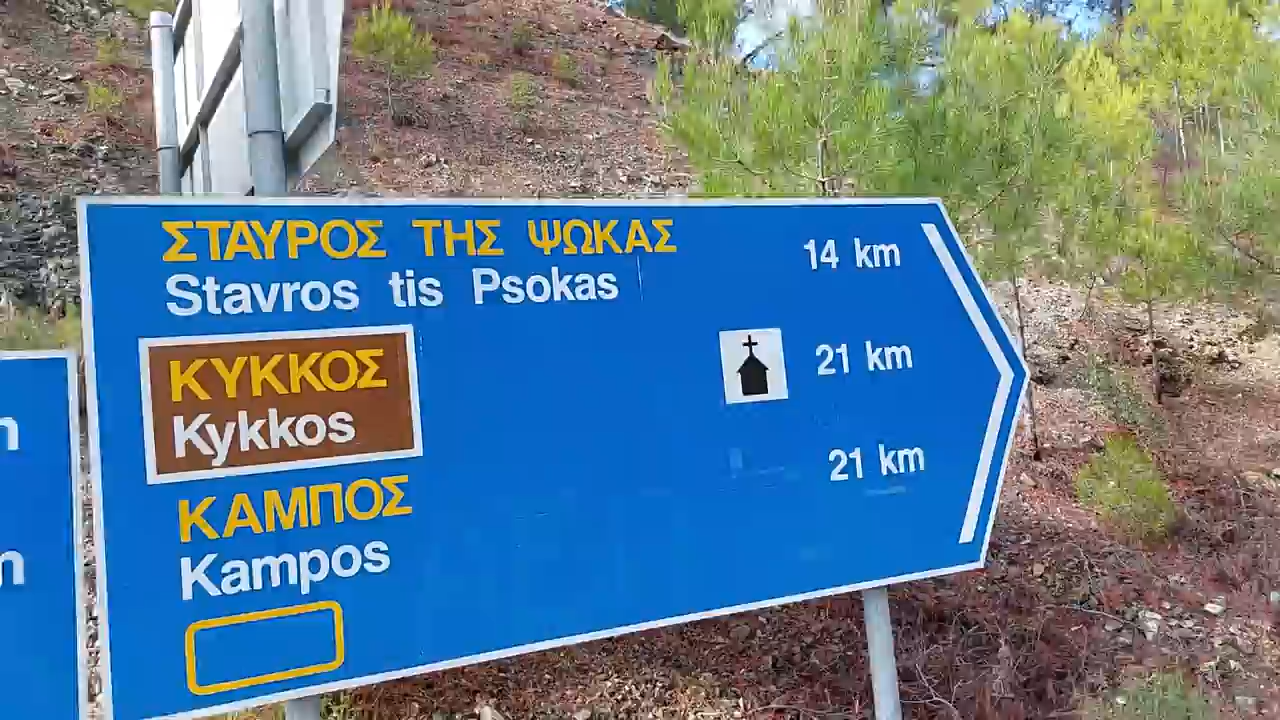 ΣΤΑΥΡΟΣ ΤΗΣ ΨΩΚΑΣ 14 km
Stavros tis Psokas
ΚΥΚΚΟΣ 21 km
Kykkos
ΚΑΜΠΟΣ 21 km
Kampos